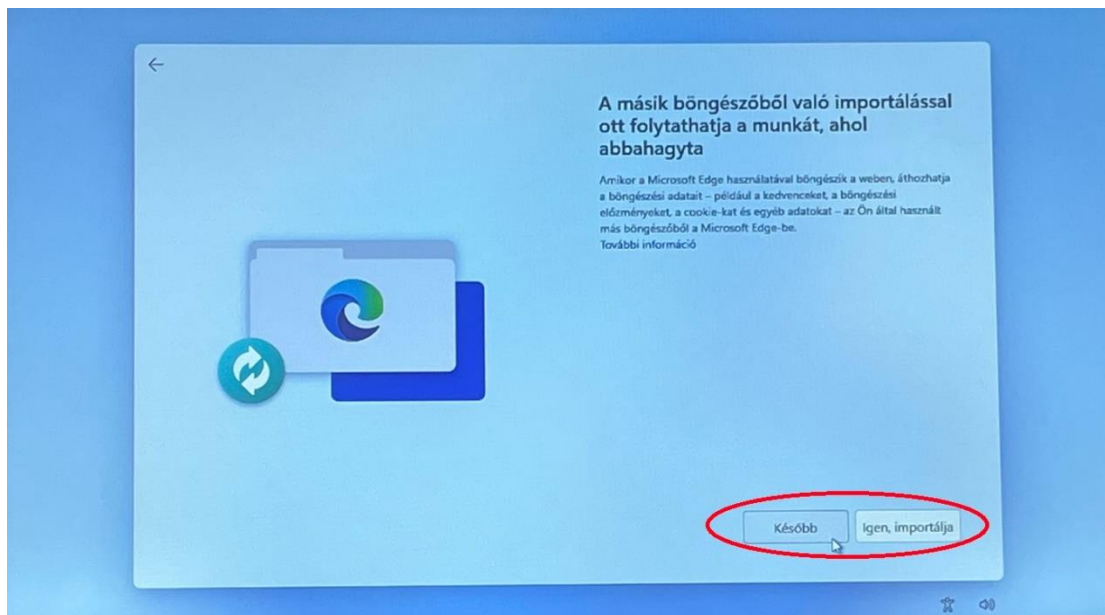 A másik böngészőből való importálással
ott folytathatja a munkát, ahol
abbahagyta
Amikor a Microsoft Edge használatával böngészik a weben, áthozhatja
a böngészési adatait – például a kedvenceket, a böngészési
előzményeket, a cookie-kat és egyéb adatokat – az Ön által használt
más böngészőből a Microsoft Edge-be.
További információ
Később
Igen, importálja